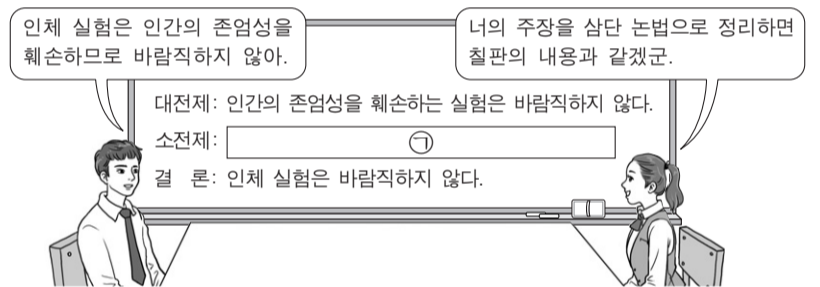 인체 실험은 인간의 존엄성을
훼손하므로 바람직하지 않아.
너의 주장을 삼단 논법으로 정리하면
칠판의 내용과 같겠군.
대전제: 인간의 존엄성을 훼손하는 실험은 바람직하지 않다.
소전제: ㉠
결 론: 인체 실험은 바람직하지 않다.